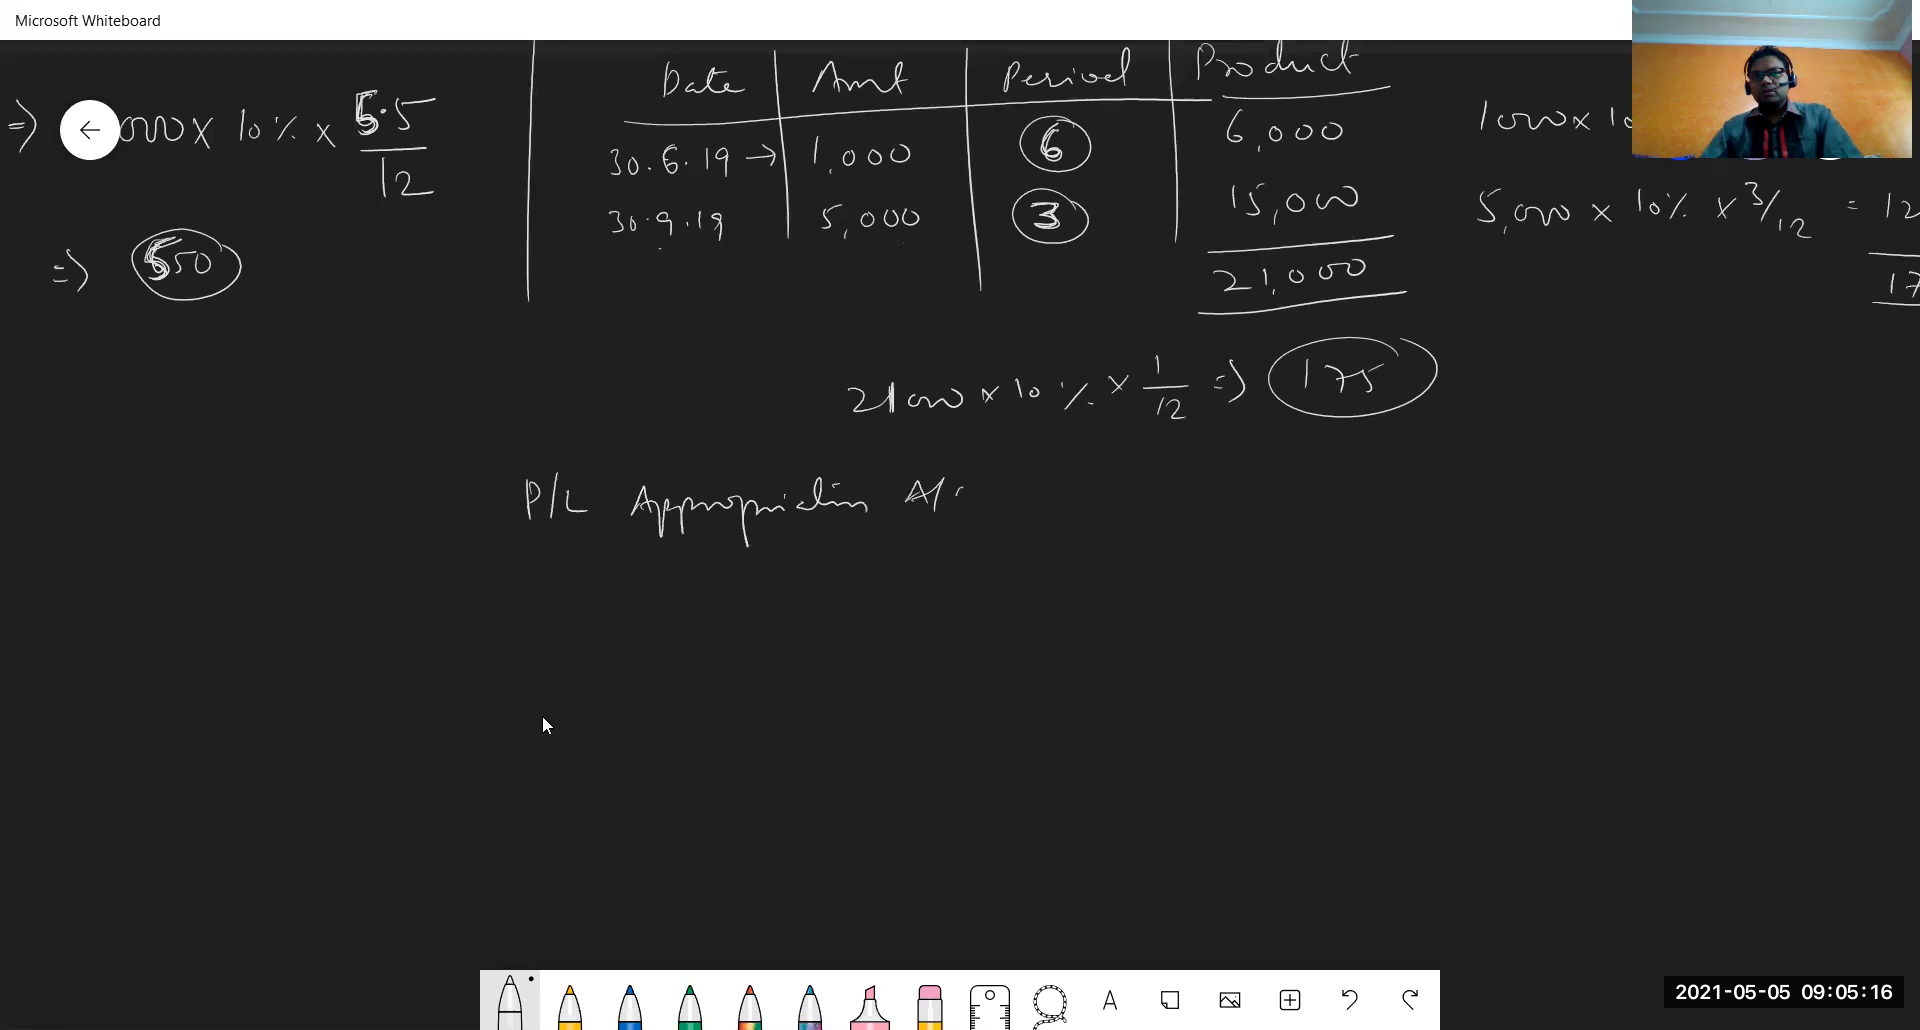 Microsoft Whiteboard
=> 000 x 10% x 5.5/12
=> 550
Date Amt Period Product
30.6.19 → 1,000 6 6,000
30.9.19 5,000 3 15,000
21,000
21000 x 10% x 1/12 => 175
1000 x 10
5,000 x 10% x 3/12 = 12
17
P/L Appropriation A/c
2021-05-05 09:05:16